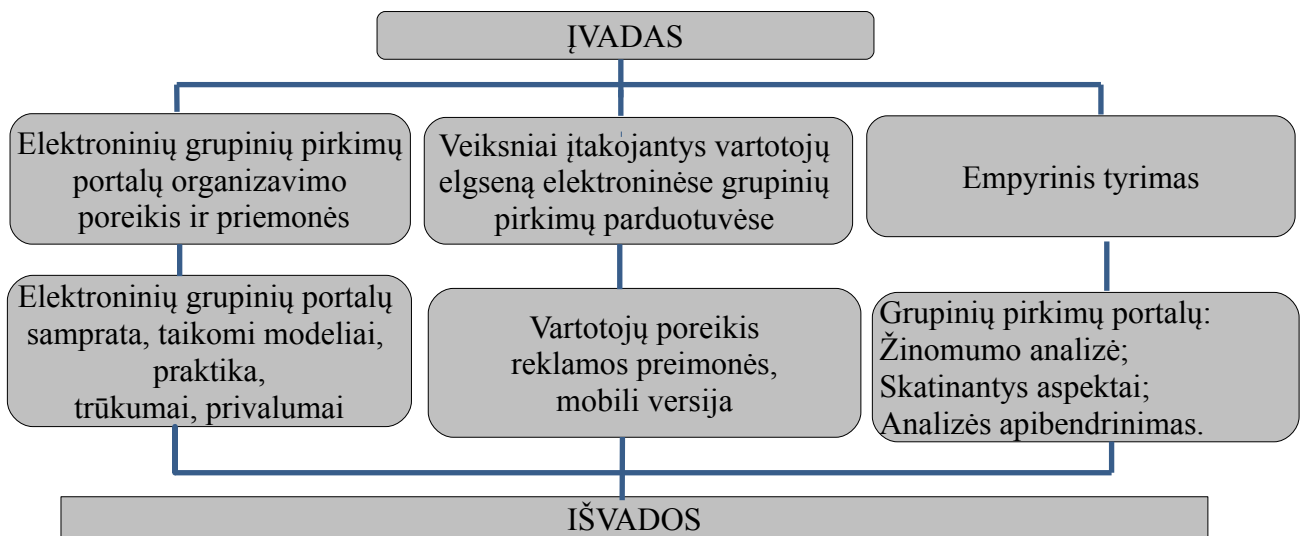 ĮVADAS
Elektroninių grupinių pirkimų
portalų organizavimo
poreikis ir priemonės
Veiksniai įtakojantys vartotojų
elgseną elektroninėse grupinių
pirkimų parduotuvėse
Empyrinis tyrimas
Elektroninių grupinių portalų
samprata, taikomi modeliai,
praktika,
trūkumai, privalumai
Vartotojų poreikis
reklamos preimonės,
mobili versija
Grupinių pirkimų portalų:
Žinomumo analizė;
Skatinantys aspektai;
Analizės apibendrinimas.
IŠVADOS